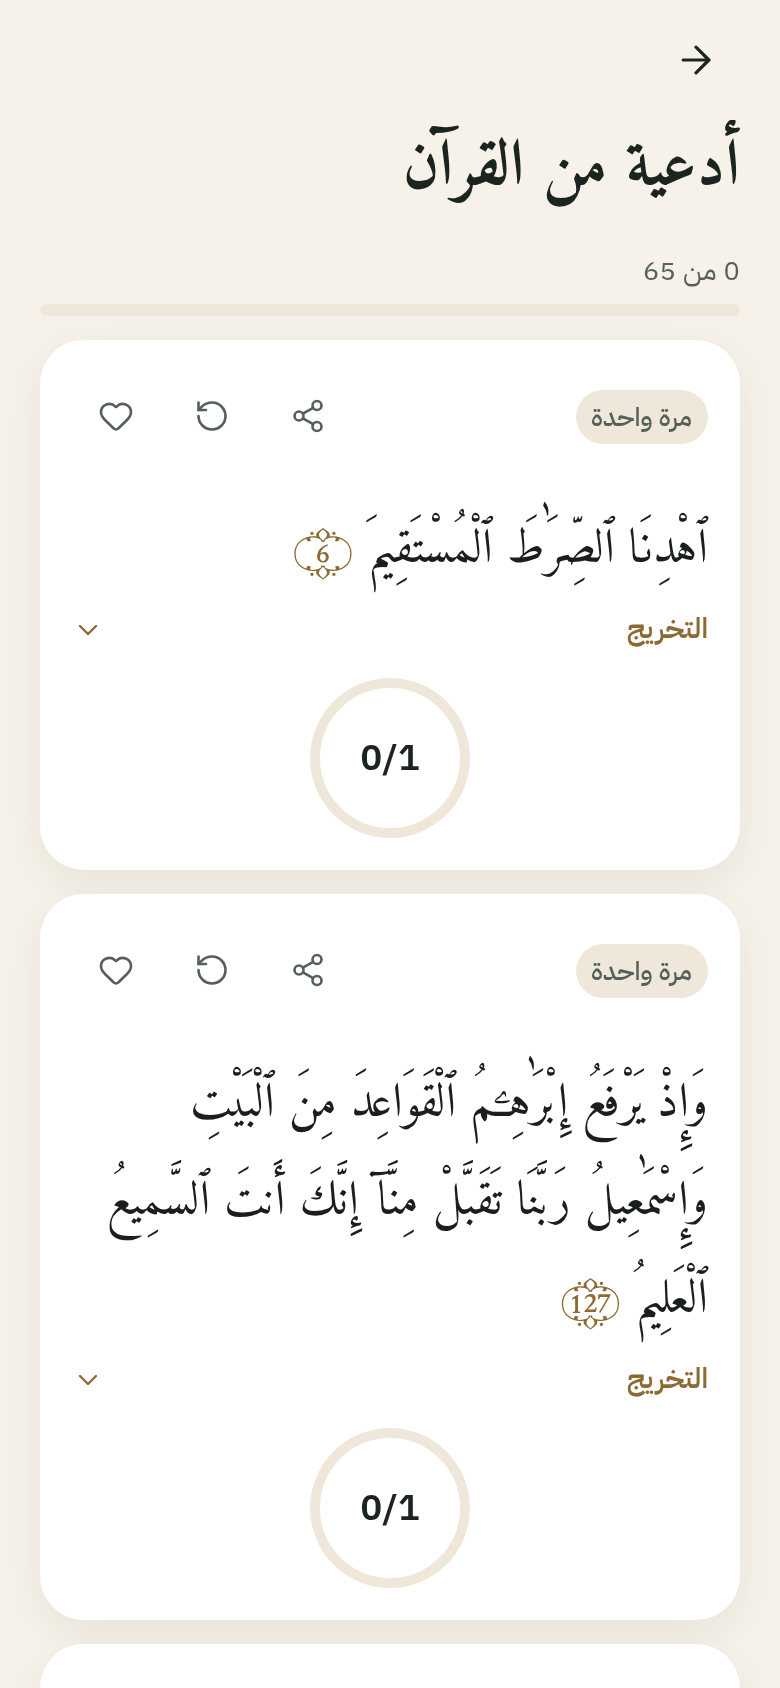 أدعية من القرآن
0 من 65
مرة واحدة
ٱهْدِنَا ٱلصِّرَٰطَ ٱلْمُسْتَقِيمَ 6
التخريج
0/1
مرة واحدة
وَإِذْ يَرْفَعُ إِبْرَٰهِـۧمُ ٱلْقَوَاعِدَ مِنَ ٱلْبَيْتِ
وَإِسْمَٰعِيلُ رَبَّنَا تَقَبَّلْ مِنَّآ إِنَّكَ أَنتَ ٱلسَّمِيعُ
ٱلْعَلِيمُ 127
التخريج
0/1